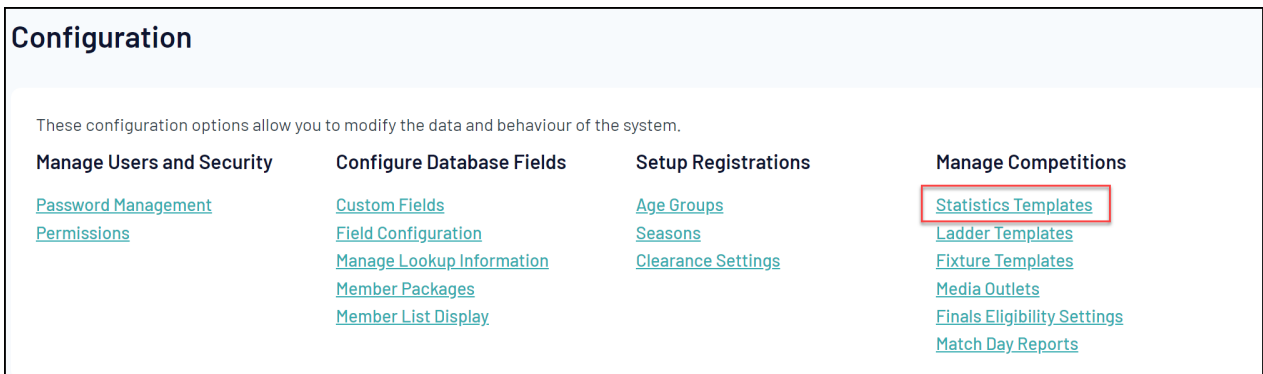 Configuration
These configuration options allow you to modify the data and behaviour of the system.
Manage Users and Security
Password Management
Permissions
Configure Database Fields
Custom Fields
Field Configuration
Manage Lookup Information
Member Packages
Member List Display
Setup Registrations
Age Groups
Seasons
Clearance Settings
Manage Competitions
Statistics Templates
Ladder Templates
Fixture Templates
Media Outlets
Finals Eligibility Settings
Match Day Reports